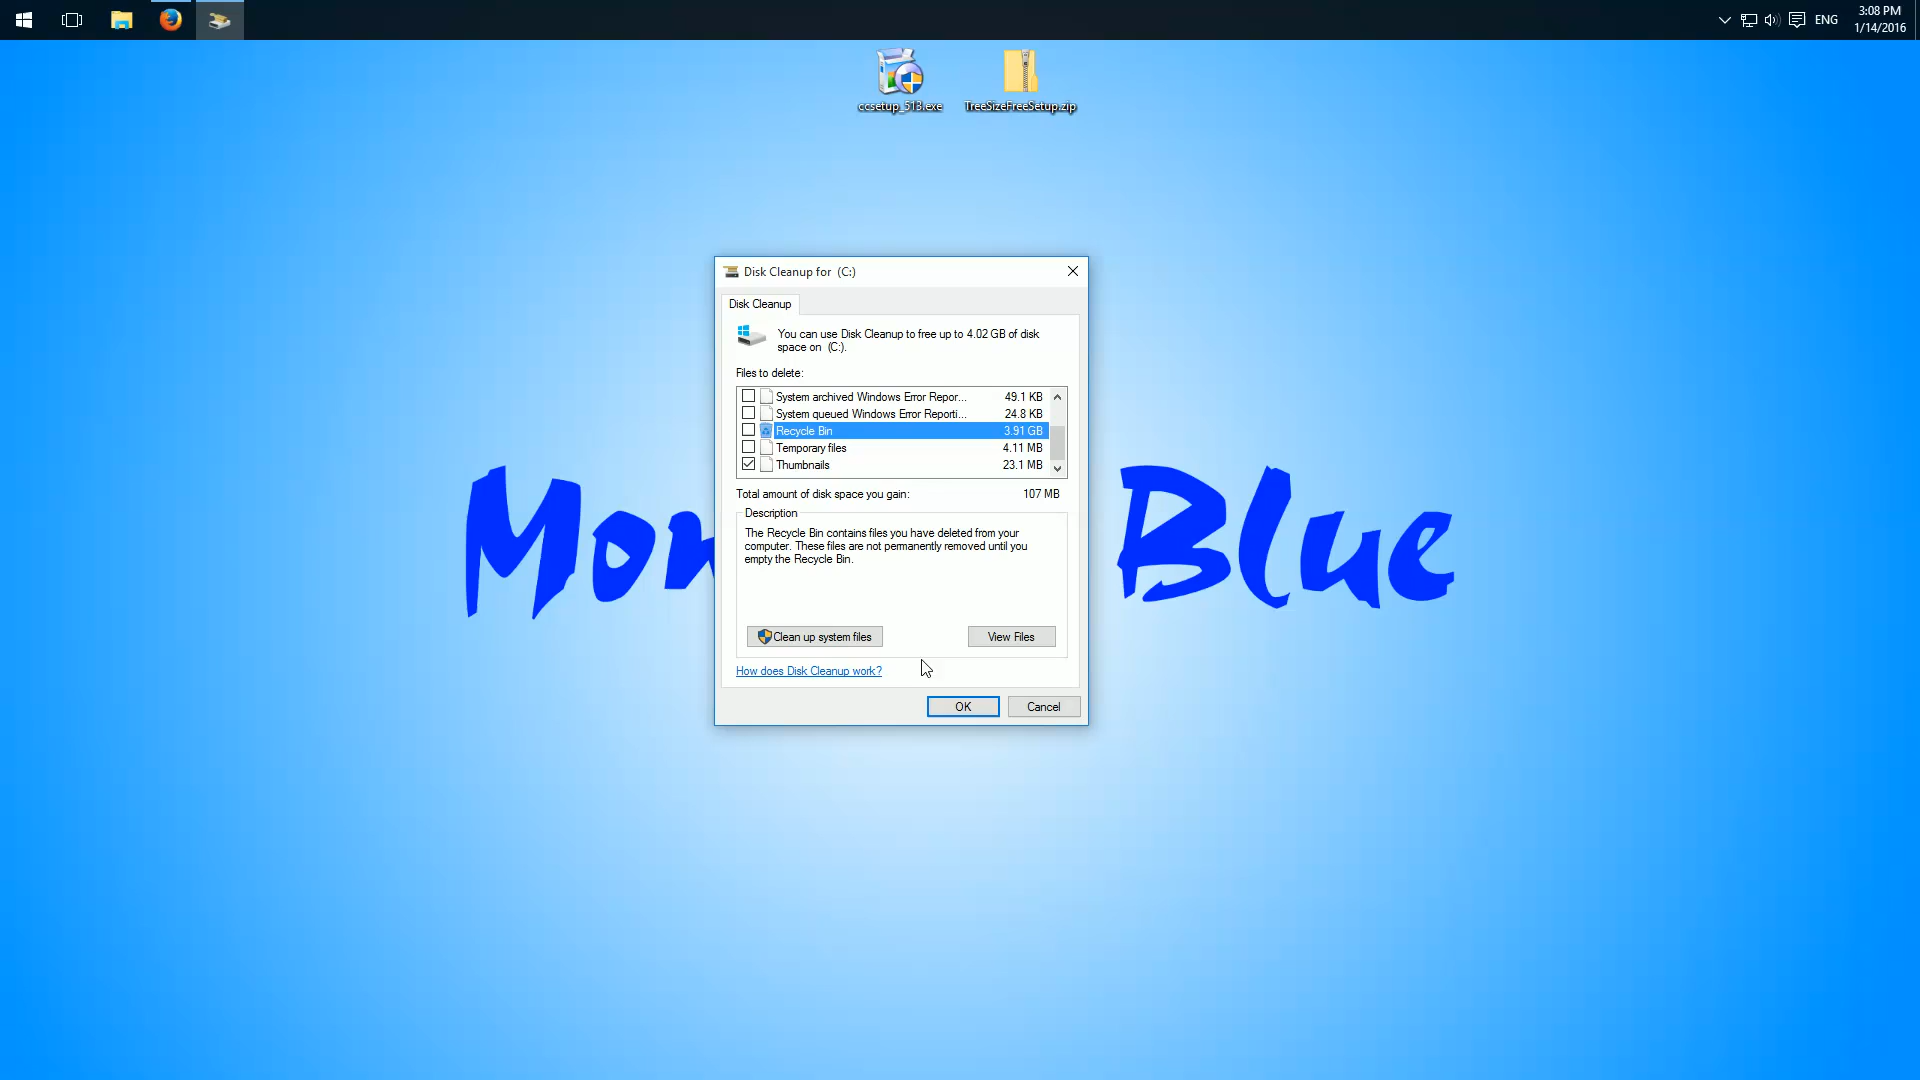 ENG
3:08 PM
1/14/2016
ccsetup_513.exe
TreeSizeFreeSetup.zip
Disk Cleanup for  (C:)
Disk Cleanup
You can use Disk Cleanup to free up to 4.02 GB of disk
space on  (C:).
Files to delete:
System archived Windows Error Repor... 49.1 KB
System queued Windows Error Reporti... 24.8 KB
Recycle Bin 3.91 GB
Temporary files 4.11 MB
Thumbnails 23.1 MB
Total amount of disk space you gain: 107 MB
Description
The Recycle Bin contains files you have deleted from your
computer. These files are not permanently removed until you
empty the Recycle Bin.
Clean up system files
View Files
How does Disk Cleanup work?
OK
Cancel
Blue